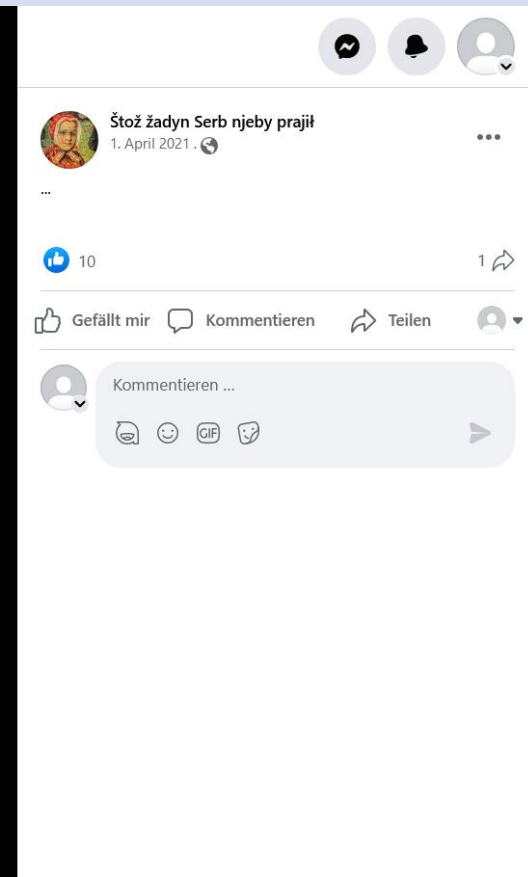 Štož žadyn Serb njeby prajił
1. April 2021 .
...
10
1
Gefällt mir Kommentieren Teilen
Kommentieren ...
GIF